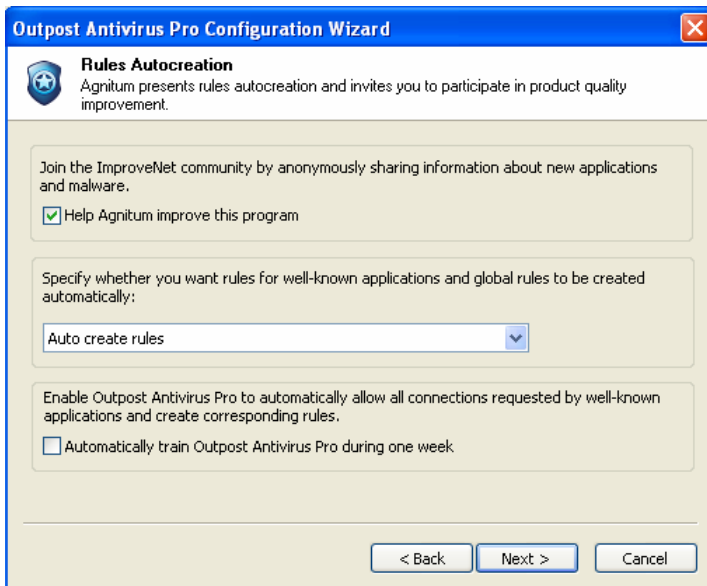 Outpost Antivirus Pro Configuration Wizard
Rules Autocreation
Agnitum presents rules autocreation and invites you to participate in product quality
improvement.
Join the ImproveNet community by anonymously sharing information about new applications
and malware.
Help Agnitum improve this program
Specify whether you want rules for well-known applications and global rules to be created
automatically:
Auto create rules
Enable Outpost Antivirus Pro to automatically allow all connections requested by well-known
applications and create corresponding rules.
Automatically train Outpost Antivirus Pro during one week
< Back Next > Cancel